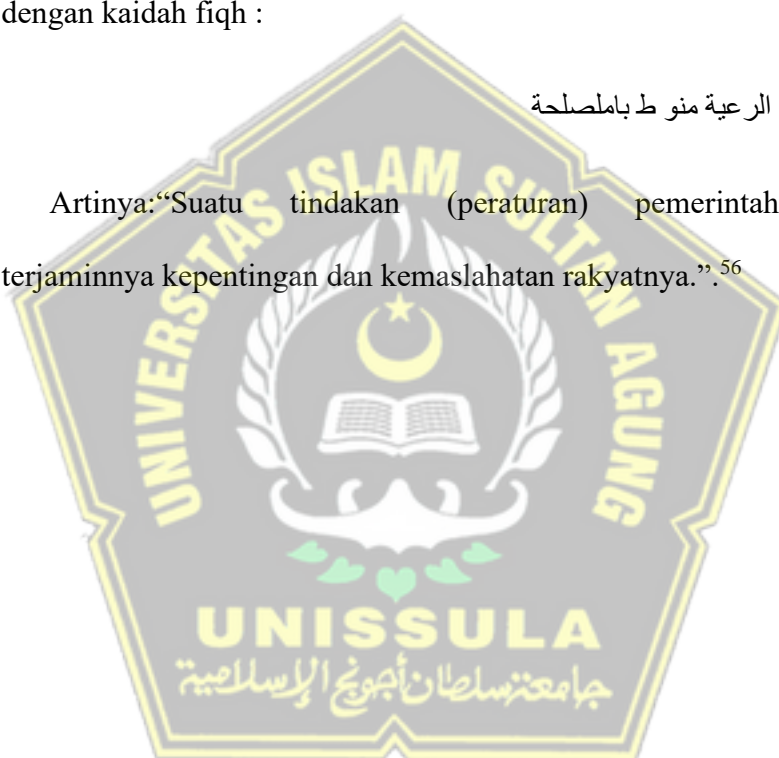 dengan kaidah fiqh :
الرعية منو ط باملصلحة
Artinya:“Suatu tindakan (peraturan) pemerintah
terjaminnya kepentingan dan kemaslahatan rakyatnya.”.56
UNIVERSITAS ISLAM SULTAN AGUNG
UNISSULA
جامعة سلطان أجونج الإسلامية